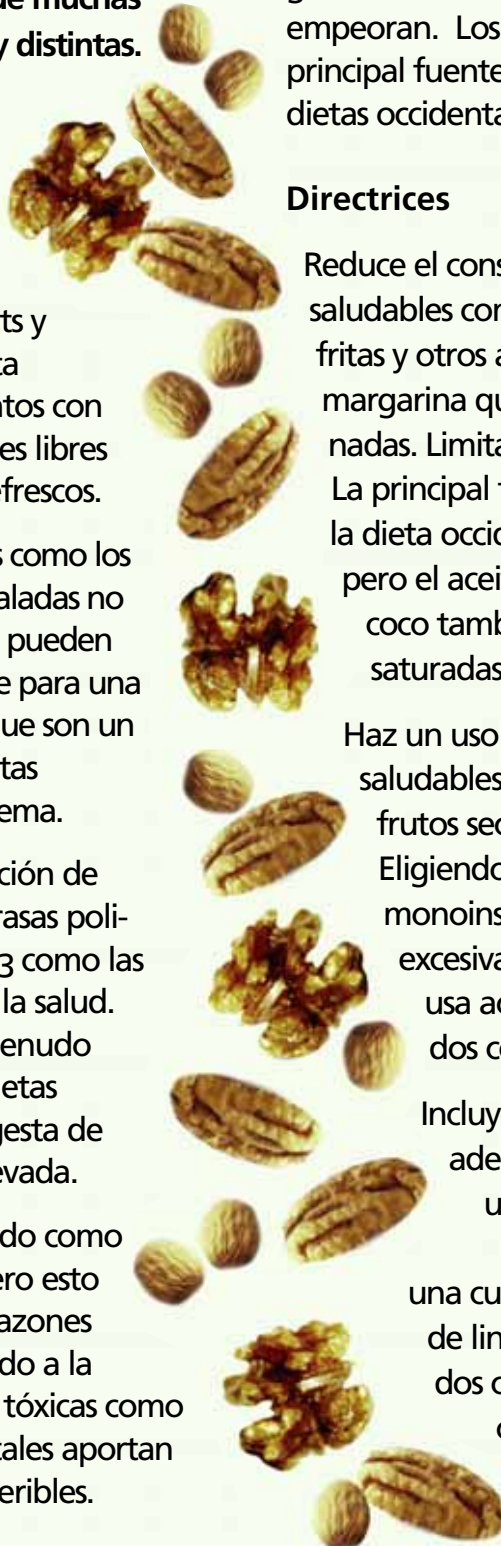 de muchas
y distintas.
rts y
ta
ntos con
es libres
efrescos.
s como los
aladas no
pueden
e para una
que son un
tas
ema.
ción de
rasas poli-
3 como las
la salud.
enudo
etas
gesta de
evada.
do como
ero esto
azones
do a la
tóxicas como
tales aportan
eribles.
empeoran. Los
principal fuente
dietas occidenta
Directrices
Reduce el cons
saludables con
fritas y otros a
margarina qu
nadas. Limita
La principal f
la dieta occid
pero el acei
coco tamb
saturadas
Haz un uso
saludables
frutos sec
Eligiendo
monoins
excesiva
usa ac
dos co
Incluy
ade
u
una cu
de lin
dos c